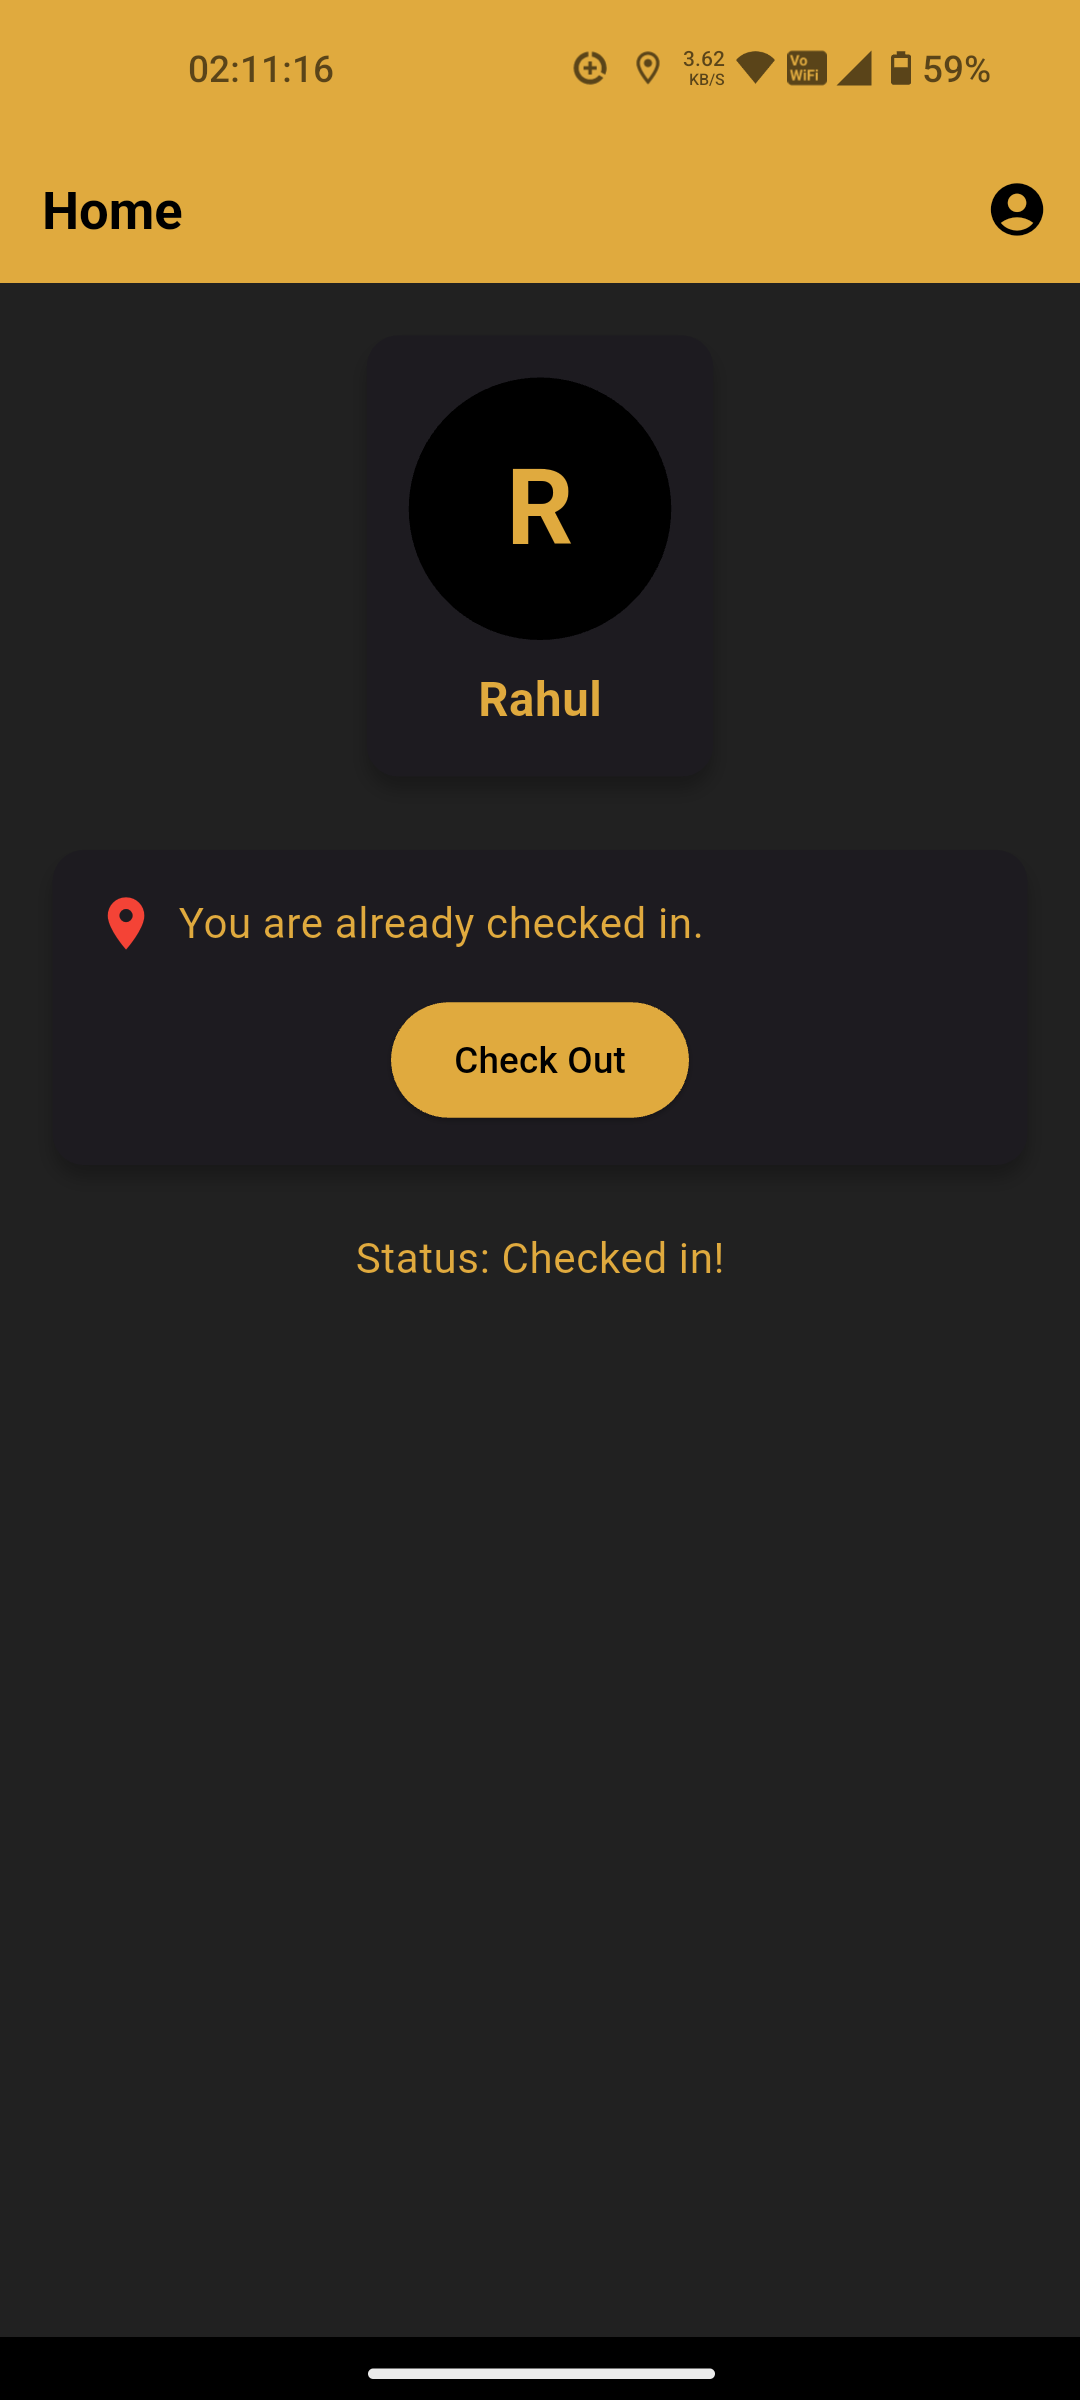 02:11:16
3.62
KB/S
Vo
WiFi
59%
Home
R
Rahul
You are already checked in.
Check Out
Status: Checked in!